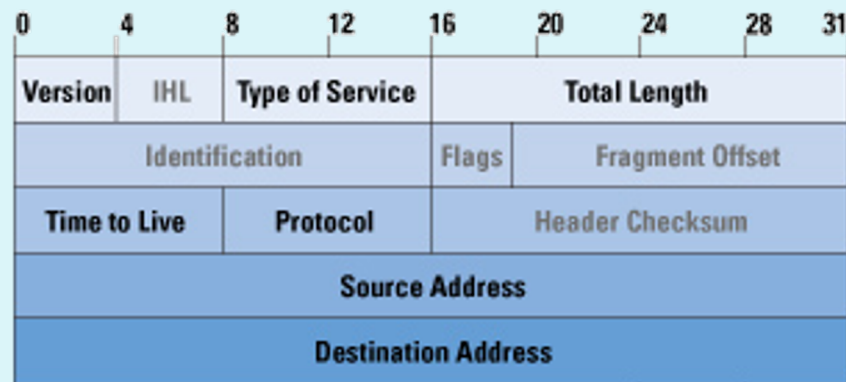 0 4 8 12 16 20 24 28 31
Version IHL Type of Service Total Length
Identification Flags Fragment Offset
Time to Live Protocol Header Checksum
Source Address
Destination Address